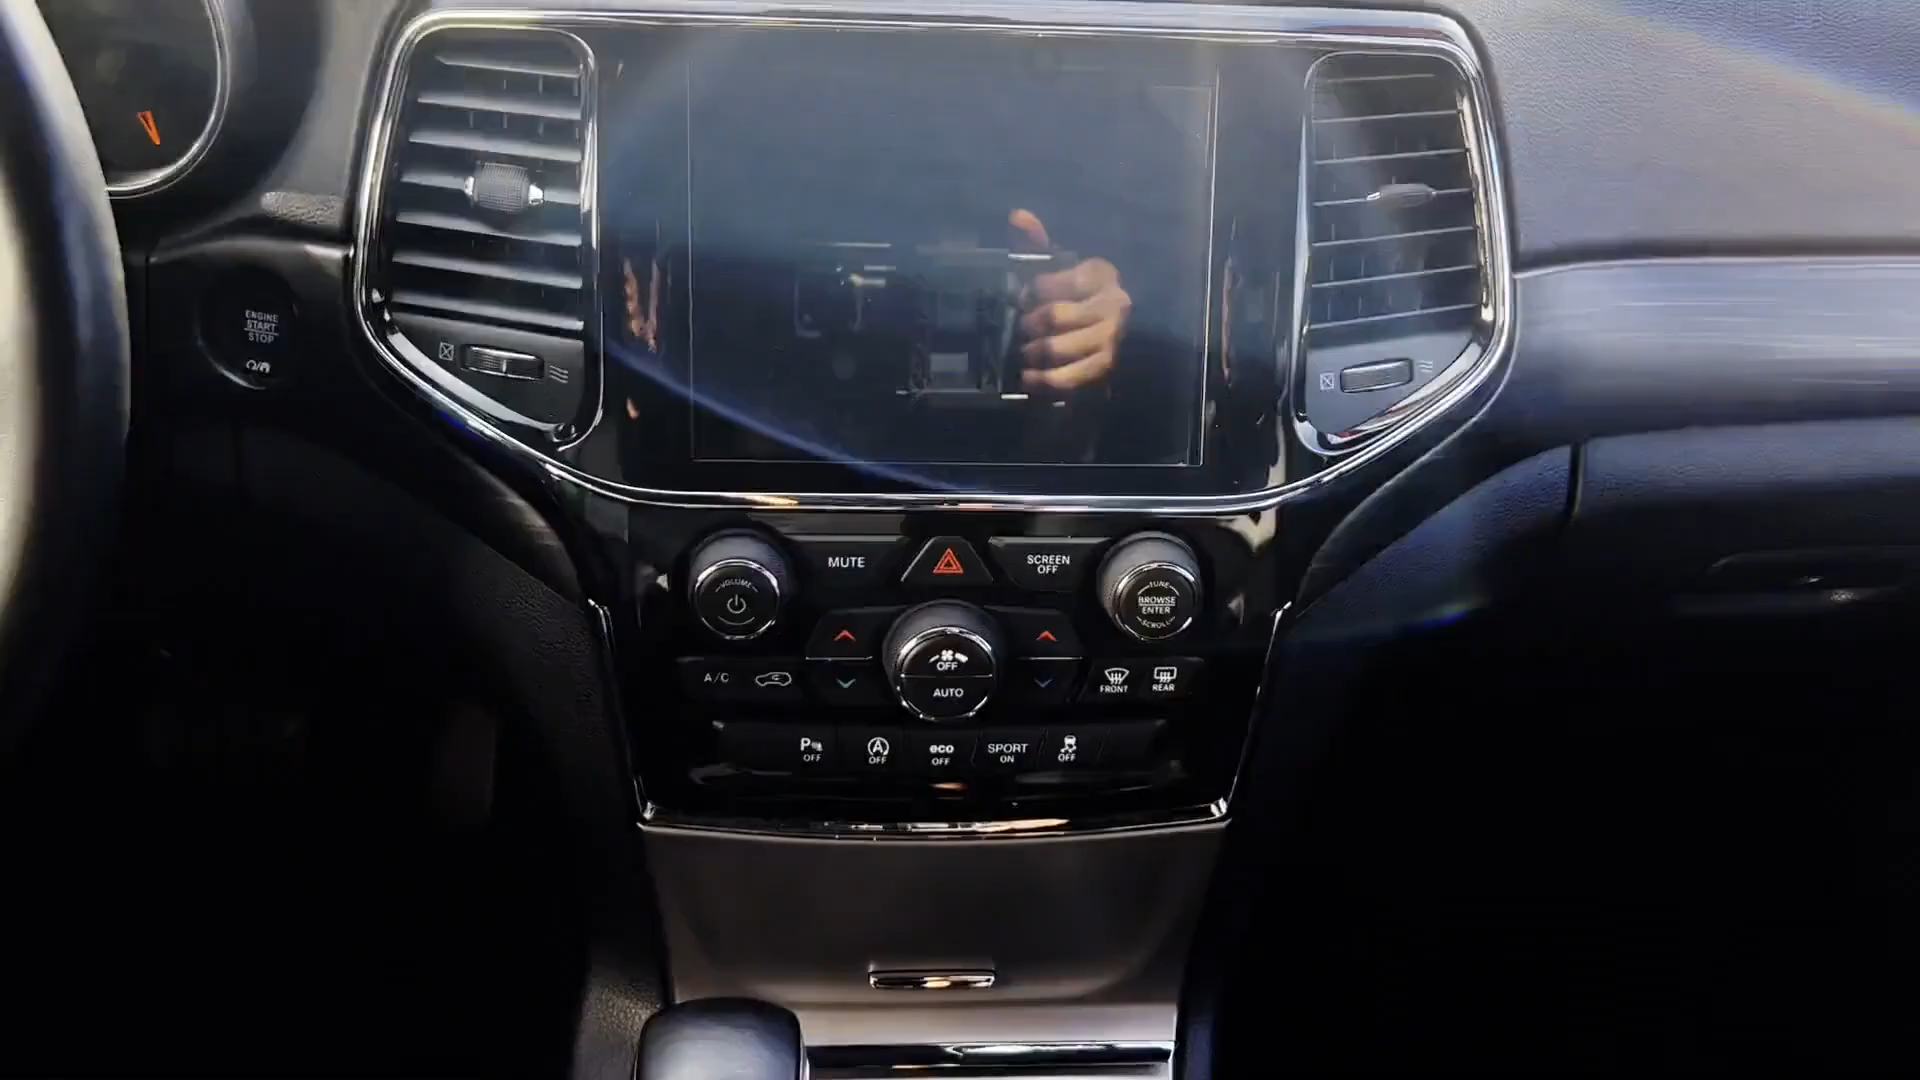 ENGINE
START
STOP
VOLUME
MUTE
SCREEN
OFF
TUNE
BROWSE
ENTER
SCROLL
A/C
OFF
AUTO
FRONT
REAR
P
OFF
A
OFF
eco
OFF
SPORT
ON
OFF